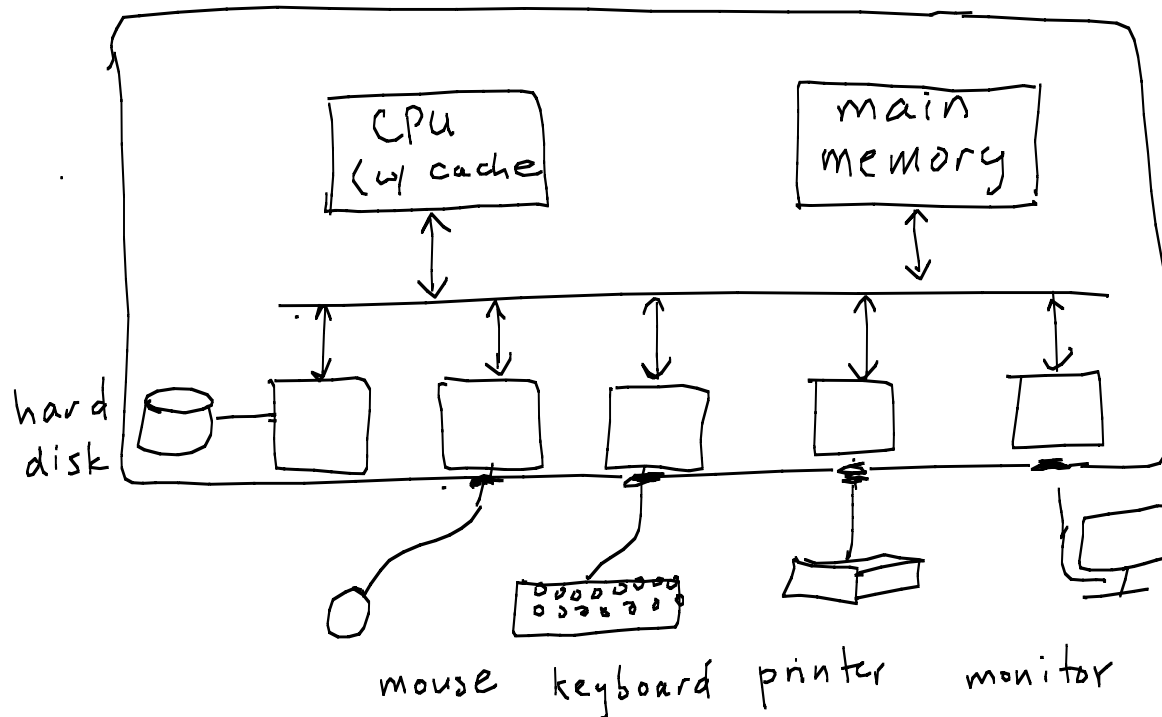 CPU
(w/ cache
main
memory
hard
disk
mouse
keyboard
printer
monitor